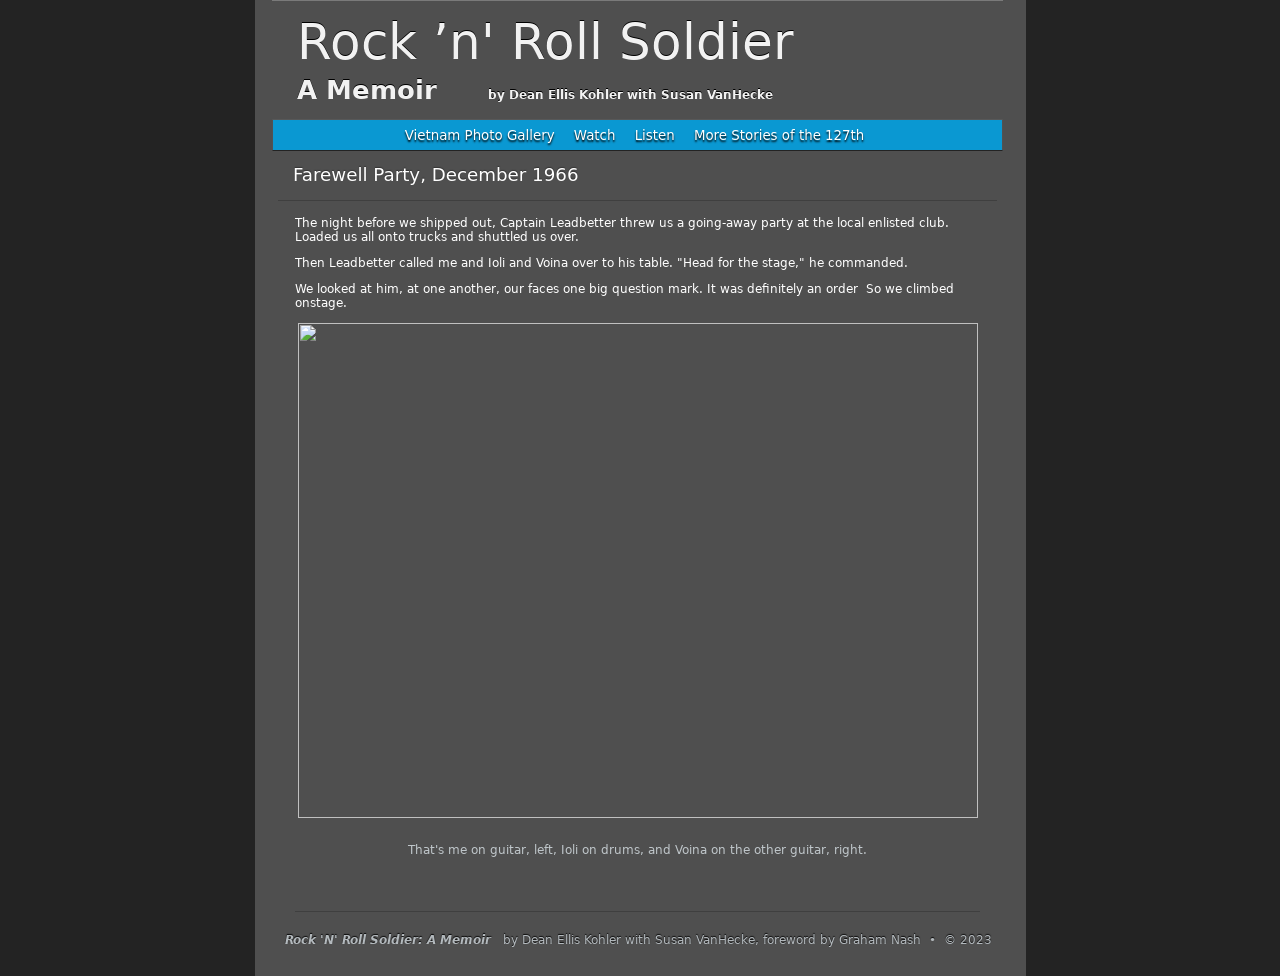 Rock ’n' Roll Soldier
A Memoir by Dean Ellis Kohler with Susan VanHecke
Vietnam Photo Gallery Watch Listen More Stories of the 127th
Farewell Party, December 1966
The night before we shipped out, Captain Leadbetter threw us a going-away party at the local enlisted club.
Loaded us all onto trucks and shuttled us over.
Then Leadbetter called me and Ioli and Voina over to his table. "Head for the stage," he commanded.
We looked at him, at one another, our faces one big question mark. It was definitely an order  So we climbed
onstage.
That's me on guitar, left, Ioli on drums, and Voina on the other guitar, right.
Rock 'N' Roll Soldier: A Memoir by Dean Ellis Kohler with Susan VanHecke, foreword by Graham Nash • © 2023